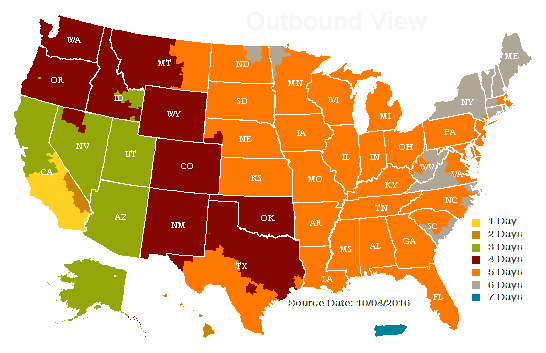 Outbound View
WA
MT
ND
ME
OR
ID
MN
WY
SD
WI
MI
NY
NV
UT
NE
IA
PA
CA
CO
KS
IL
IN
OH
WV
VA
MO
KY
AZ
NM
OK
TN
NC
AR
SC
TX
MS
AL
GA
LA
FL
1 Day
2 Days
3 Days
4 Days
5 Days
6 Days
7 Days
Source Date: 10/04/2016